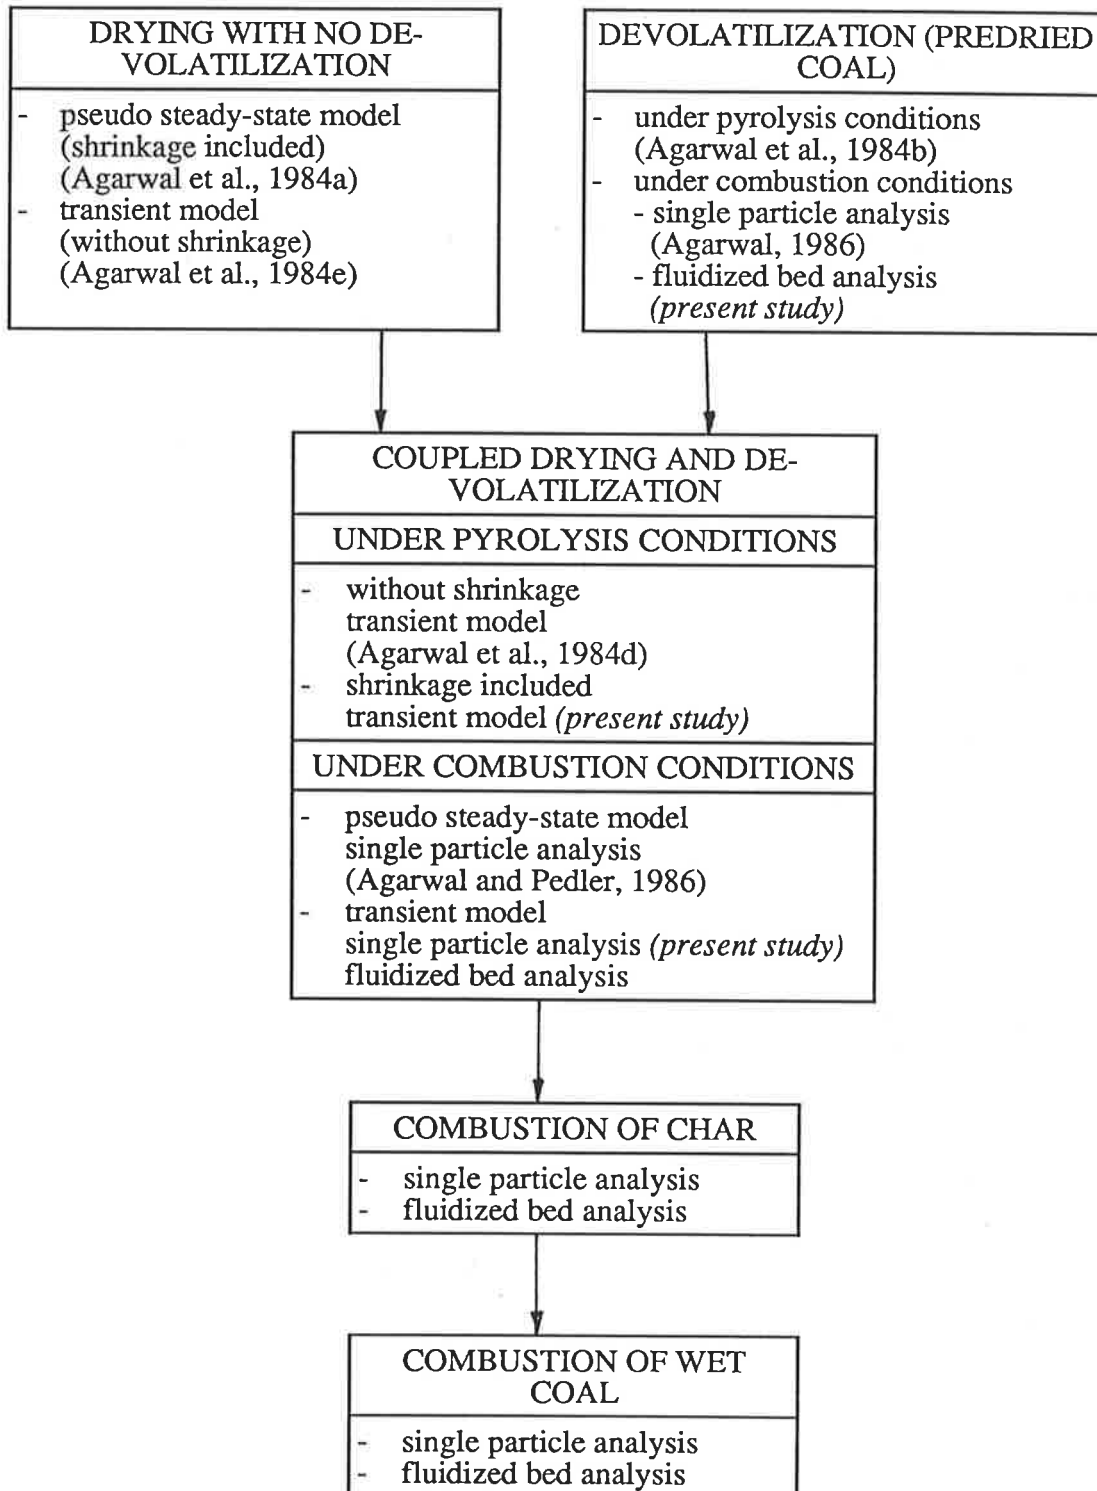 DRYING WITH NO DE-
VOLATILIZATION
- pseudo steady-state model
(shrinkage included)
(Agarwal et al., 1984a)
- transient model
(without shrinkage)
(Agarwal et al., 1984e)
DEVOLATILIZATION (PREDRIED
COAL)
- under pyrolysis conditions
(Agarwal et al., 1984b)
- under combustion conditions
- single particle analysis
(Agarwal, 1986)
- fluidized bed analysis
(present study)
COUPLED DRYING AND DE-
VOLATILIZATION
UNDER PYROLYSIS CONDITIONS
- without shrinkage
transient model
(Agarwal et al., 1984d)
- shrinkage included
transient model (present study)
UNDER COMBUSTION CONDITIONS
- pseudo steady-state model
single particle analysis
(Agarwal and Pedler, 1986)
- transient model
single particle analysis (present study)
fluidized bed analysis
COMBUSTION OF CHAR
- single particle analysis
- fluidized bed analysis
COMBUSTION OF WET
COAL
- single particle analysis
- fluidized bed analysis